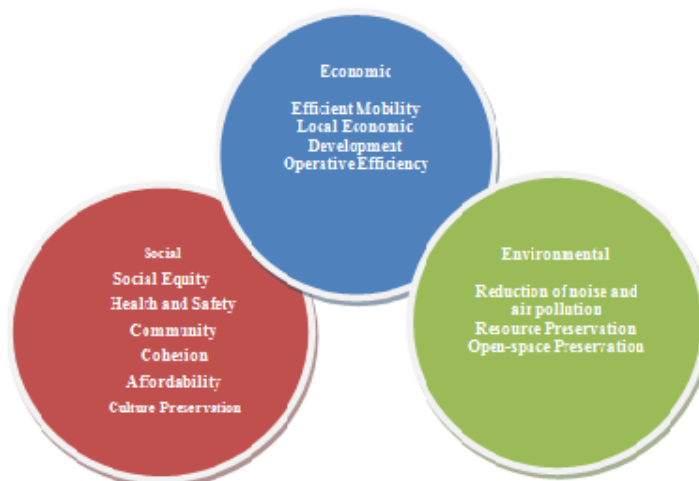 Economic
Efficient Mobility
Local Economic
Development
Operative Efficiency
Social
Social Equity
Health and Safety
Community
Cohesion
Affordability
Culture Preservation
Environmental
Reduction of noise and
air pollution
Resource Preservation
Open-space Preservation